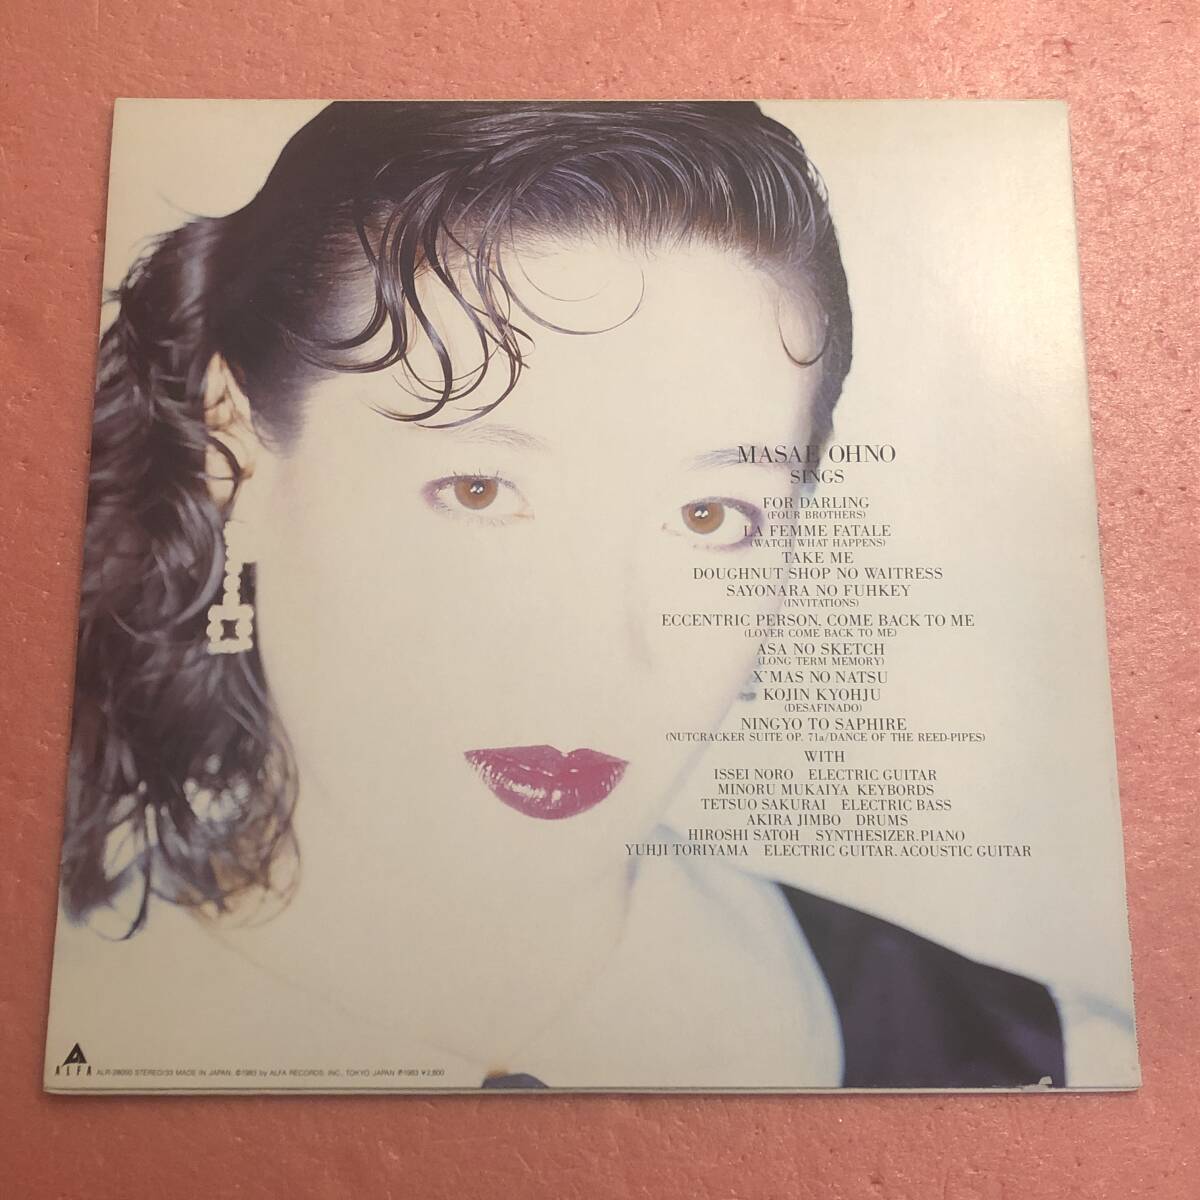 MASAE OHNO
SINGS
FOR DARLING
(FOUR BROTHERS)
LA FEMME FATALE
(WATCH WHAT HAPPENS)
TAKE ME
DOUGHNUT SHOP NO WAITRESS
SAYONARA NO FUHKEY
(INVITATIONS)
ECCENTRIC PERSON, COME BACK TO ME
(LOVER COME BACK TO ME)
ASA NO SKETCH
(LONG TERM MEMORY)
X'MAS NO NATSU
KOJIN KYOHJU
(DESAFINADO)
NINGYO TO SAPHIRE
(NUTCRACKER SUITE OP. 71a/DANCE OF THE REED-PIPES)
WITH
ISSEI NORO ELECTRIC GUITAR
MINORU MUKAIYA KEYBORDS
TETSUO SAKURAI ELECTRIC BASS
AKIRA JIMBO DRUMS
HIROSHI SATOH SYNTHESIZER. PIANO
YUHJI TORIYAMA ELECTRIC GUITAR. ACOUSTIC GUITAR
ALFA ALR-28050 STEREO/33 MADE IN JAPAN. ©1983 by ALFA RECORDS, INC., TOKYO JAPAN ℗1983 ¥2,800